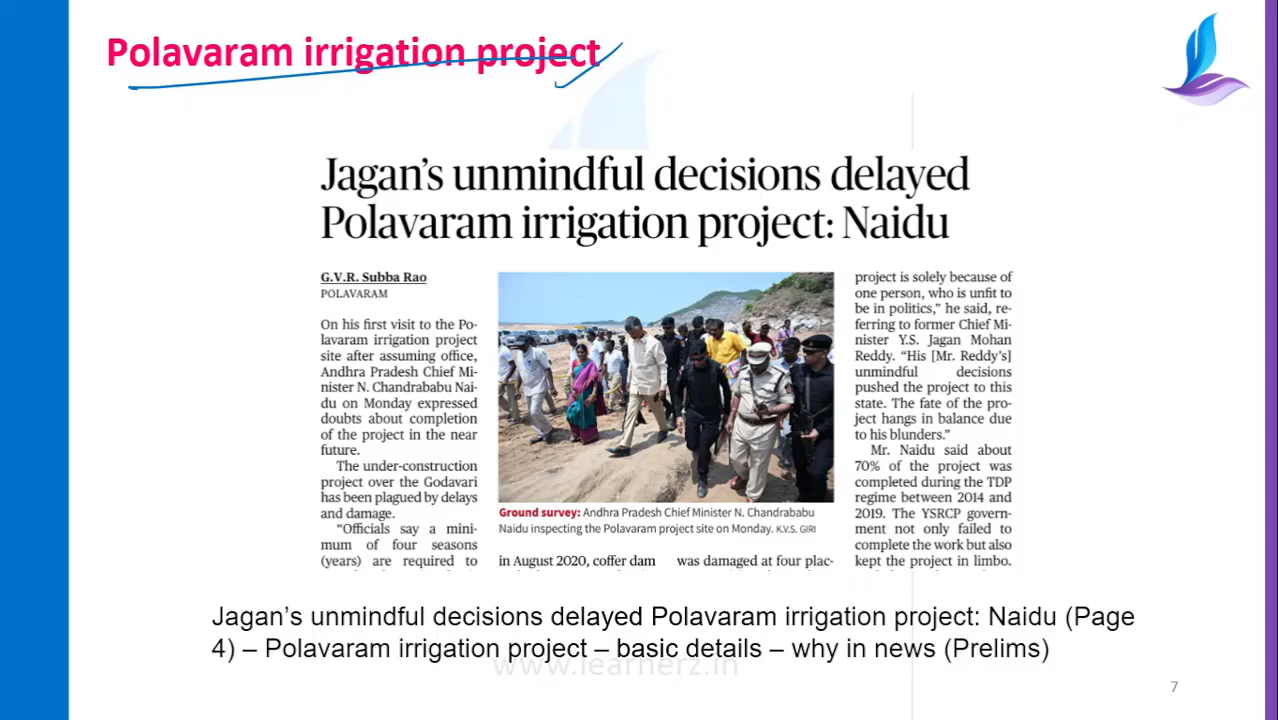 Polavaram irrigation project
Jagan’s unmindful decisions delayed
Polavaram irrigation project: Naidu
G.V.R. Subba Rao
POLAVARAM
On his first visit to the Po-
lavaram irrigation project
site after assuming office,
Andhra Pradesh Chief Mi-
nister N. Chandrababu Nai-
du on Monday expressed
doubts about completion
of the project in the near
future.
The under-construction
project over the Godavari
has been plagued by delays
and damage.
“Officials say a mini-
mum of four seasons
(years) are required to
Ground survey: Andhra Pradesh Chief Minister N. Chandrababu
Naidu inspecting the Polavaram project site on Monday. K.V.S. GIRI
in August 2020, coffer dam
was damaged at four plac-
project is solely because of
one person, who is unfit to
be in politics,” he said, re-
ferring to former Chief Mi-
nister Y.S. Jagan Mohan
Reddy. “His [Mr. Reddy’s]
unmindful decisions
pushed the project to this
state. The fate of the pro-
ject hangs in balance due
to his blunders.”
Mr. Naidu said about
70% of the project was
completed during the TDP
regime between 2014 and
2019. The YSRCP govern-
ment not only failed to
complete the work but also
kept the project in limbo.
Jagan’s unmindful decisions delayed Polavaram irrigation project: Naidu (Page
4) – Polavaram irrigation project – basic details – why in news (Prelims)
www.learnerz.in
7